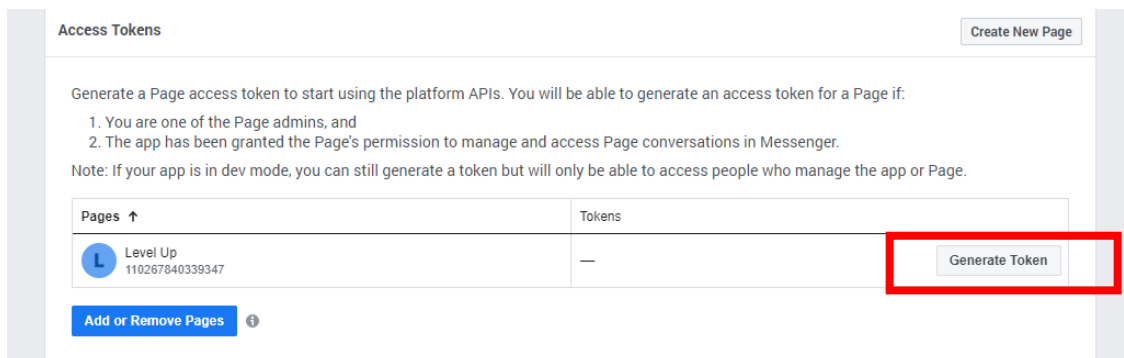 Access Tokens
Create New Page
Generate a Page access token to start using the platform APIs. You will be able to generate an access token for a Page if:
1. You are one of the Page admins, and
2. The app has been granted the Page's permission to manage and access Page conversations in Messenger.
Note: If your app is in dev mode, you can still generate a token but will only be able to access people who manage the app or Page.
Pages ↑
Tokens
L
Level Up
110267840339347
—
Generate Token
Add or Remove Pages